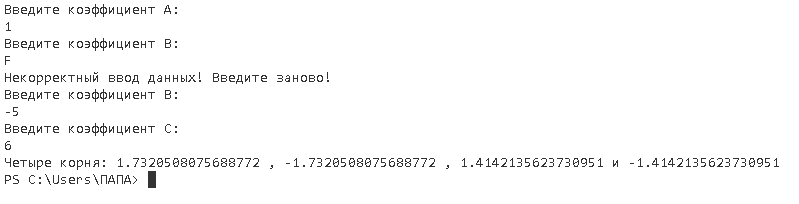 Введите коэффициент A:
1
Введите коэффициент B:
F
Некорректный ввод данных! Введите заново!
Введите коэффициент B:
-5
Введите коэффициент C:
6
Четыре корня: 1.7320508075688772 , -1.7320508075688772 , 1.4142135623730951 и -1.4142135623730951
PS C:\Users\ПАПА>